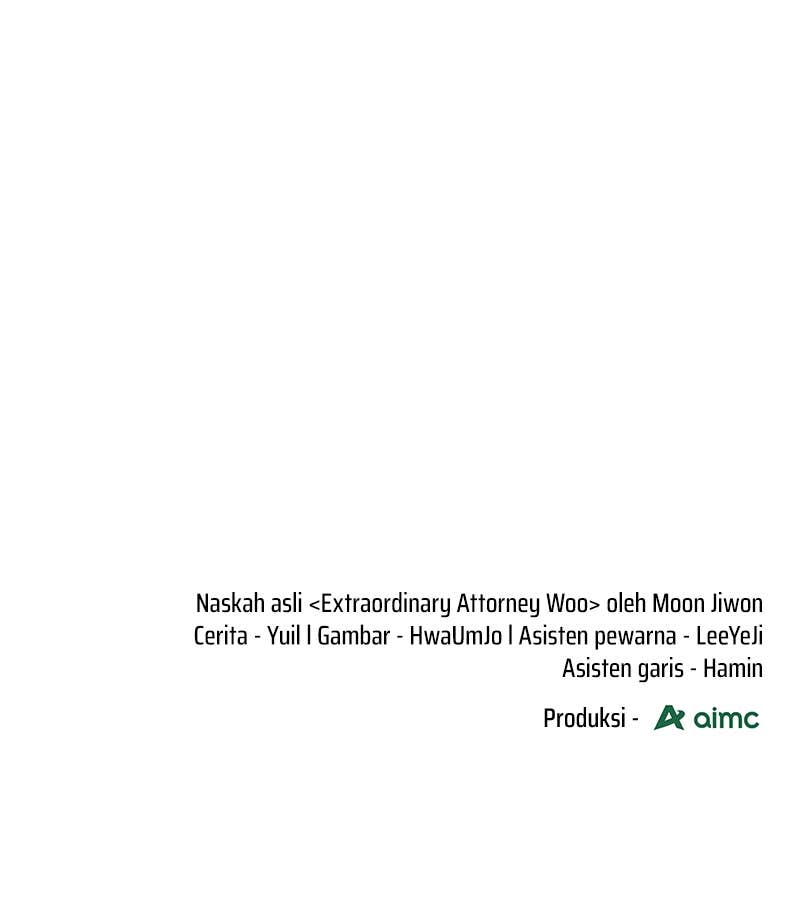 Naskah asli <Extraordinary Attorney Woo> oleh Moon Jiwon
Cerita - Yuil l Gambar - HwaUmJo l Asisten pewarna - LeeYeJi
Asisten garis - Hamin
Produksi - aimc